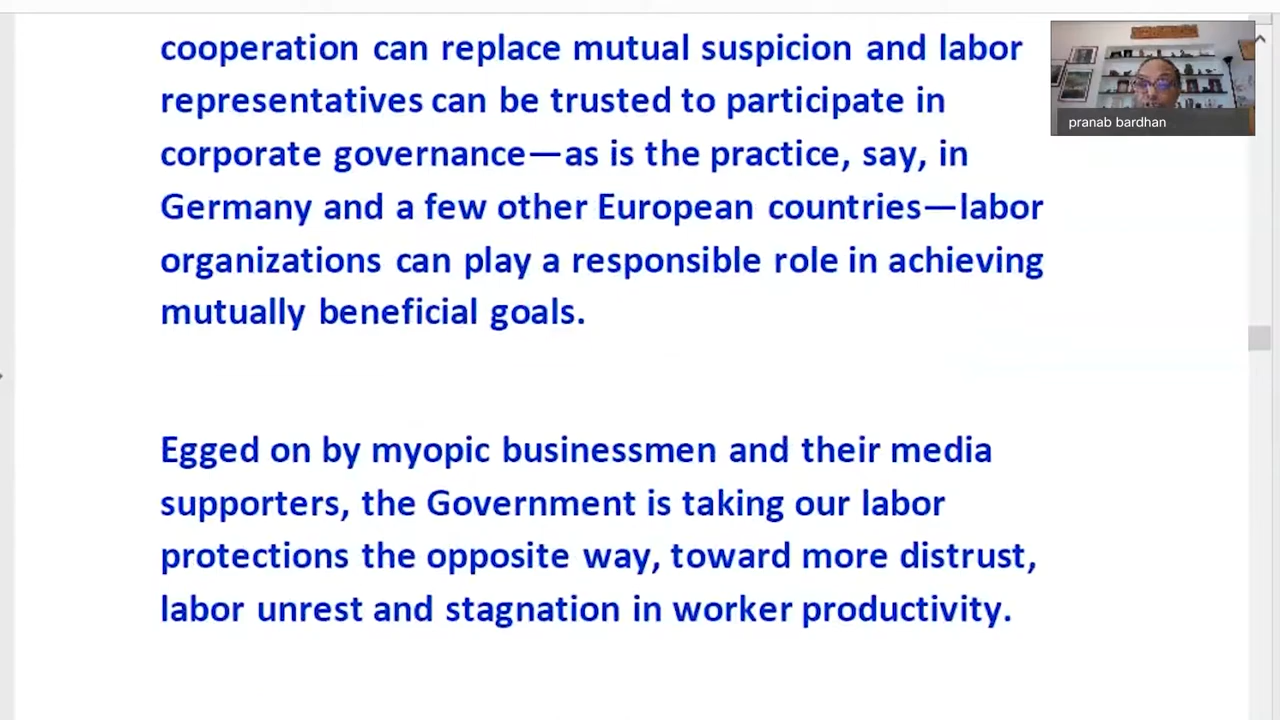 cooperation can replace mutual suspicion and labor
representatives can be trusted to participate in
corporate governance—as is the practice, say, in
Germany and a few other European countries—labor
organizations can play a responsible role in achieving
mutually beneficial goals.
Egged on by myopic businessmen and their media
supporters, the Government is taking our labor
protections the opposite way, toward more distrust,
labor unrest and stagnation in worker productivity.
pranab bardhan